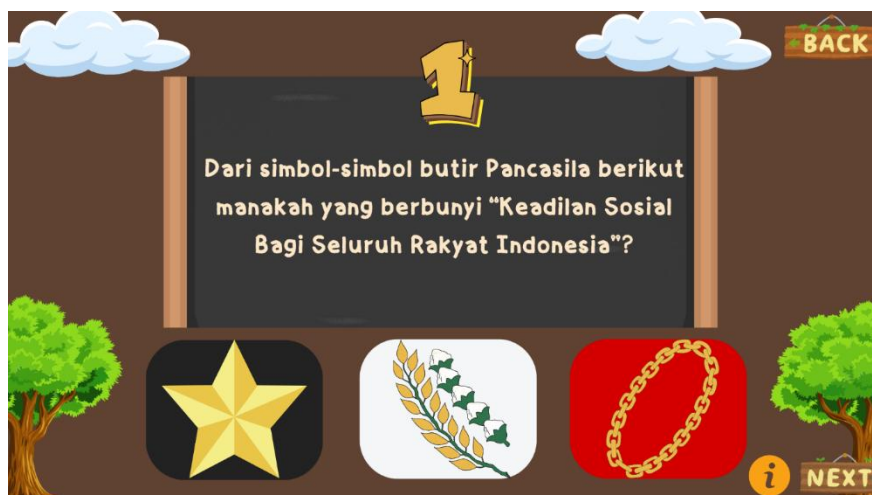 BACK
1
Dari simbol-simbol butir Pancasila berikut
manakah yang berbunyi “Keadilan Sosial
Bagi Seluruh Rakyat Indonesia”?
i
NEXT